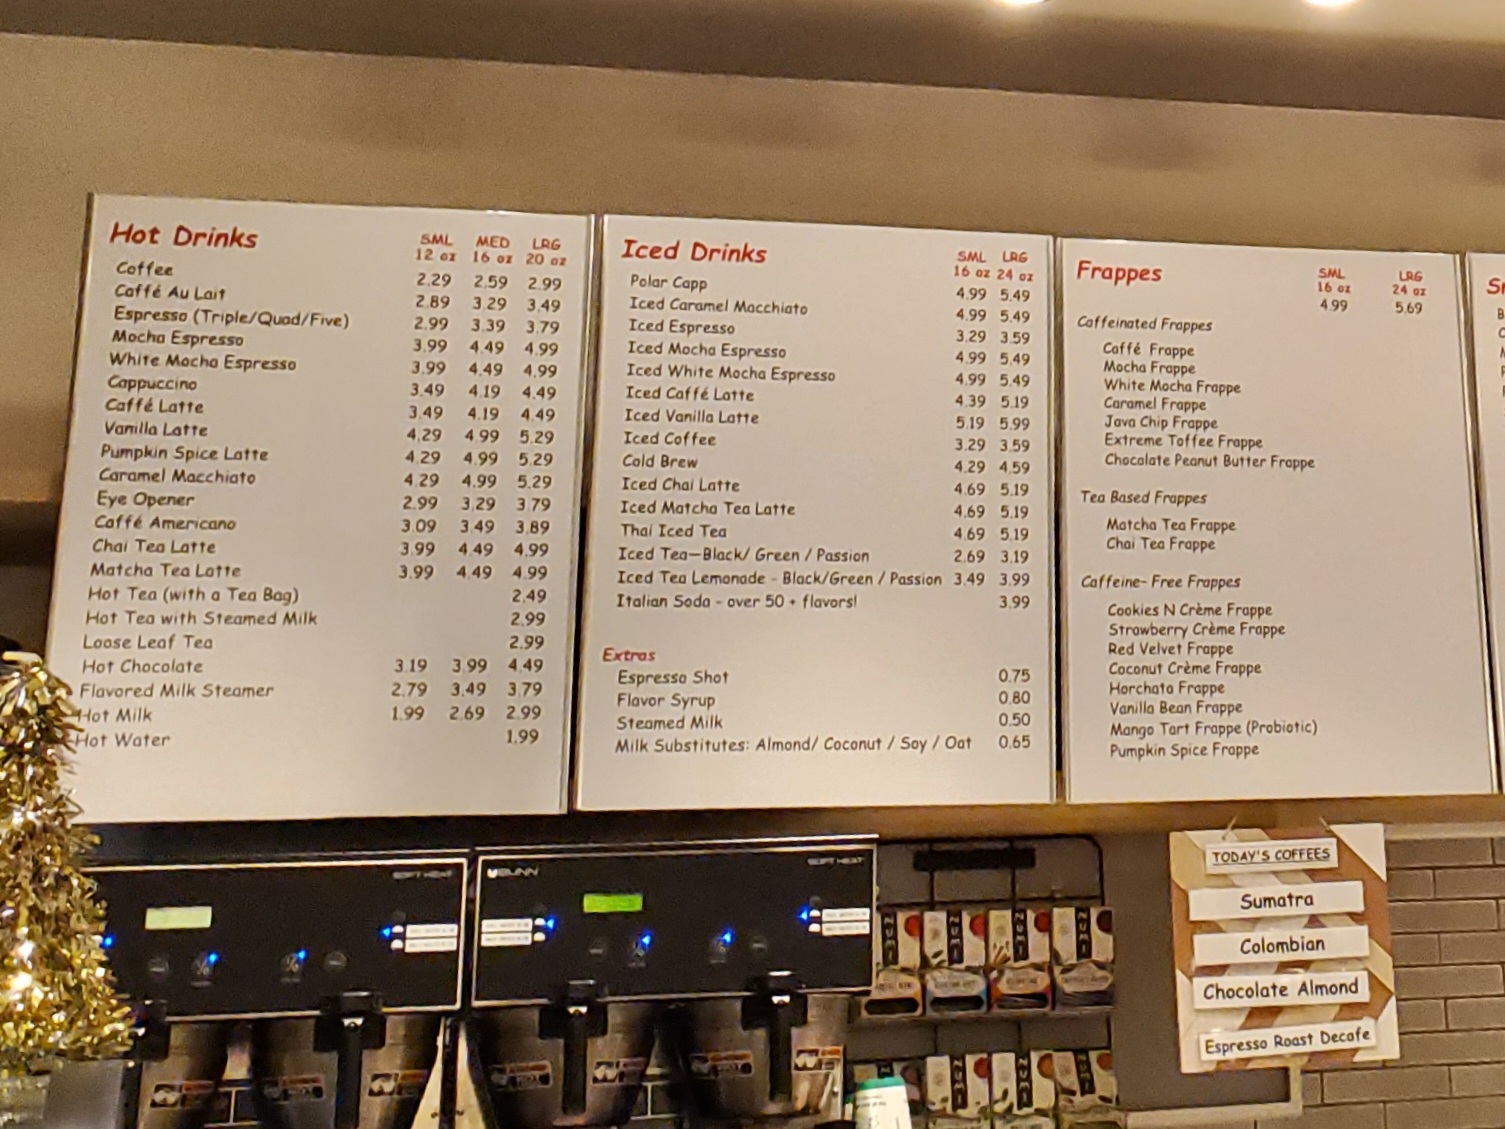 Hot Drinks
SML MED LRG
12 oz 16 oz 20 oz
Coffee 2.29 2.59 2.99
Caffé Au Lait 2.89 3.29 3.49
Espresso (Triple/Quad/Five) 2.99 3.39 3.79
Mocha Espresso 3.99 4.49 4.99
White Mocha Espresso 3.99 4.49 4.99
Cappuccino 3.49 4.19 4.49
Caffé Latte 3.49 4.19 4.49
Vanilla Latte 4.29 4.99 5.29
Pumpkin Spice Latte 4.29 4.99 5.29
Caramel Macchiato 4.29 4.99 5.29
Eye Opener 2.99 3.29 3.79
Caffé Americano 3.09 3.49 3.89
Chai Tea Latte 3.99 4.49 4.99
Matcha Tea Latte 3.99 4.49 4.99
Hot Tea (with a Tea Bag) 2.49
Hot Tea with Steamed Milk 2.99
Loose Leaf Tea 2.99
Hot Chocolate 3.19 3.99 4.49
Flavored Milk Steamer 2.79 3.49 3.79
Hot Milk 1.99 2.69 2.99
Hot Water 1.99
Iced Drinks
SML LRG
16 oz 24 oz
Polar Capp 4.99 5.49
Iced Caramel Macchiato 4.99 5.49
Iced Espresso 3.29 3.59
Iced Mocha Espresso 4.99 5.49
Iced White Mocha Espresso 4.99 5.49
Iced Caffé Latte 4.39 5.19
Iced Vanilla Latte 5.19 5.99
Iced Coffee 3.29 3.59
Cold Brew 4.29 4.59
Iced Chai Latte 4.69 5.19
Iced Matcha Tea Latte 4.69 5.19
Thai Iced Tea 4.69 5.19
Iced Tea—Black/ Green / Passion 2.69 3.19
Iced Tea Lemonade - Black/Green / Passion 3.49 3.99
Italian Soda - over 50 + flavors! 3.99
Extras
Espresso Shot 0.75
Flavor Syrup 0.80
Steamed Milk 0.50
Milk Substitutes: Almond/ Coconut / Soy / Oat 0.65
Frappes
SML LRG
16 oz 24 oz
4.99 5.69
Caffeinated Frappes
Caffé Frappe
Mocha Frappe
White Mocha Frappe
Caramel Frappe
Java Chip Frappe
Extreme Toffee Frappe
Chocolate Peanut Butter Frappe
Tea Based Frappes
Matcha Tea Frappe
Chai Tea Frappe
Caffeine- Free Frappes
Cookies N Crème Frappe
Strawberry Crème Frappe
Red Velvet Frappe
Coconut Crème Frappe
Horchata Frappe
Vanilla Bean Frappe
Mango Tart Frappe (Probiotic)
Pumpkin Spice Frappe
SOFT HEAT
BUNN SOFT HEAT
NUMI NUMI NUMI NUMI
TODAY'S COFFEES
Sumatra
Colombian
Chocolate Almond
Espresso Roast Decafe